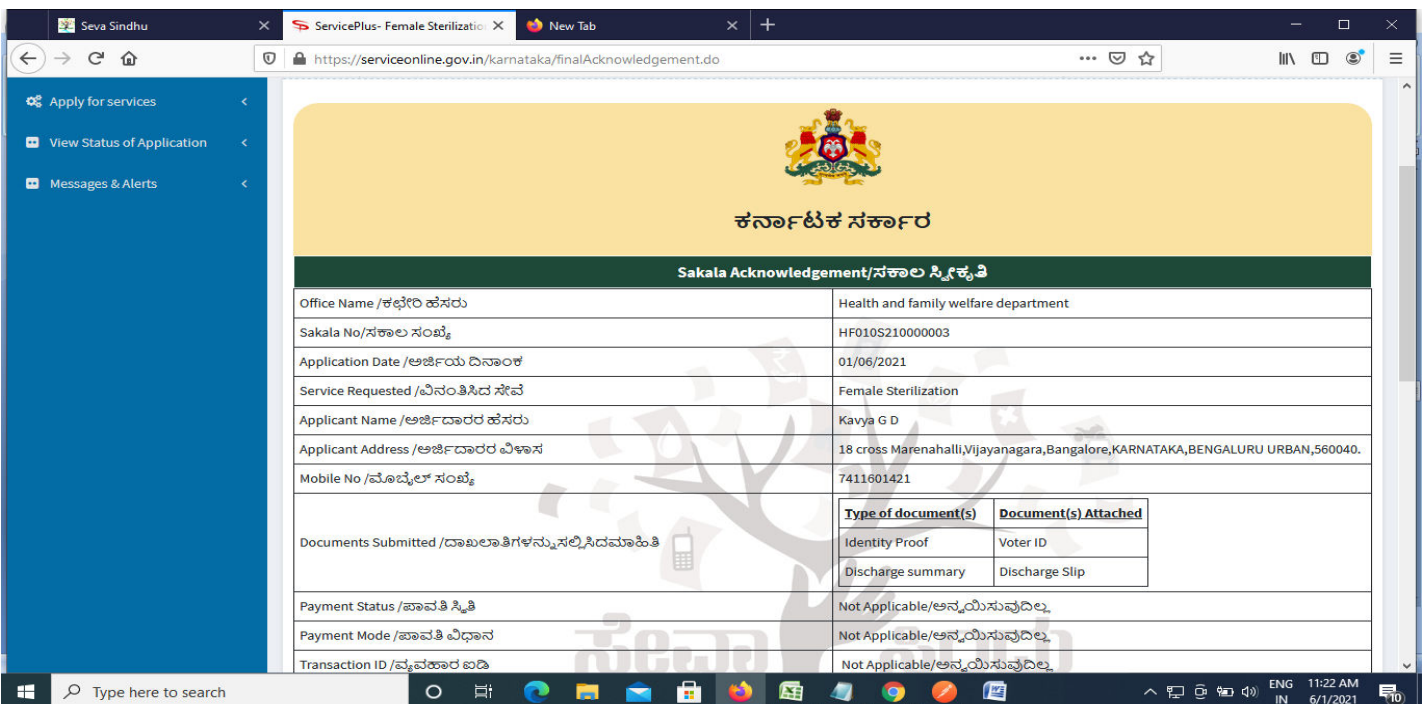 Seva Sindhu
ServicePlus- Female Sterilization
New Tab
https://serviceonline.gov.in/karnataka/finalAcknowledgement.do
Apply for services
View Status of Application
Messages & Alerts
ಕರ್ನಾಟಕ ಸರ್ಕಾರ
Sakala Acknowledgement/ಸಕಾಲ ಸ್ವೀಕೃತಿ
Office Name /ಕಛೇರಿ ಹೆಸರು Health and family welfare department
Sakala No/ಸಕಾಲ ಸಂಖ್ಯೆ HF010S210000003
Application Date /ಅರ್ಜಿಯ ದಿನಾಂಕ 01/06/2021
Service Requested /ವಿನಂತಿಸಿದ ಸೇವೆ Female Sterilization
Applicant Name /ಅರ್ಜಿದಾರರ ಹೆಸರು Kavya G D
Applicant Address /ಅರ್ಜಿದಾರರ ವಿಳಾಸ 18 cross Marenahalli,Vijayanagara,Bangalore,KARNATAKA,BENGALURU URBAN,560040.
Mobile No /ಮೊಬೈಲ್ ಸಂಖ್ಯೆ 7411601421
Type of document(s) Document(s) Attached
Documents Submitted /ದಾಖಲಾತಿಗಳನ್ನು ಸಲ್ಲಿಸಿದಮಾಹಿತಿ Identity Proof Voter ID
Discharge summary Discharge Slip
Payment Status /ಪಾವತಿ ಸ್ಥಿತಿ Not Applicable/ಅನ್ವಯಿಸುವುದಿಲ್ಲ
Payment Mode /ಪಾವತಿ ವಿಧಾನ Not Applicable/ಅನ್ವಯಿಸುವುದಿಲ್ಲ
Transaction ID /ವ್ಯವಹಾರ ಐಡಿ Not Applicable/ಅನ್ವಯಿಸುವುದಿಲ್ಲ
ಸೇವಾ ಸಿಂಧು
Type here to search
ENG 11:22 AM
IN 6/1/2021
10